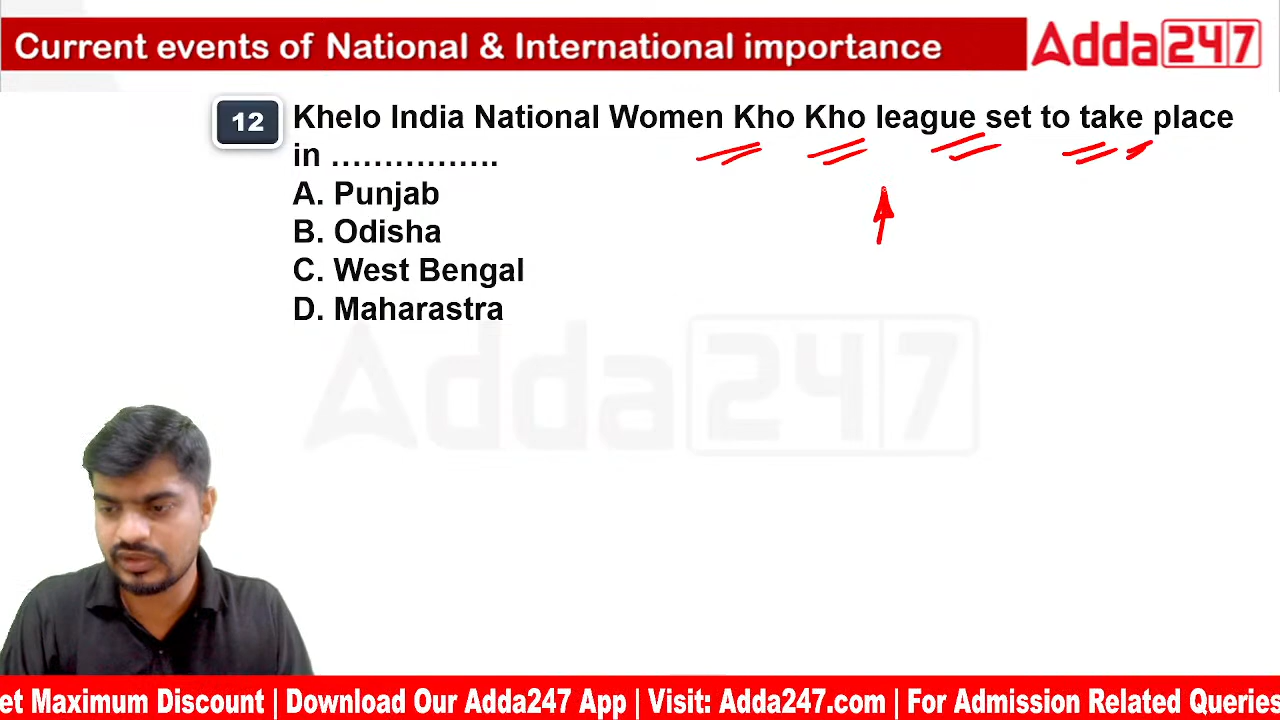 Current events of National & International importance
Adda247
12
Khelo India National Women Kho Kho league set to take place
in …………….
A. Punjab
B. Odisha
C. West Bengal
D. Maharastra
Adda247
et Maximum Discount | Download Our Adda247 App | Visit: Adda247.com | For Admission Related Queries